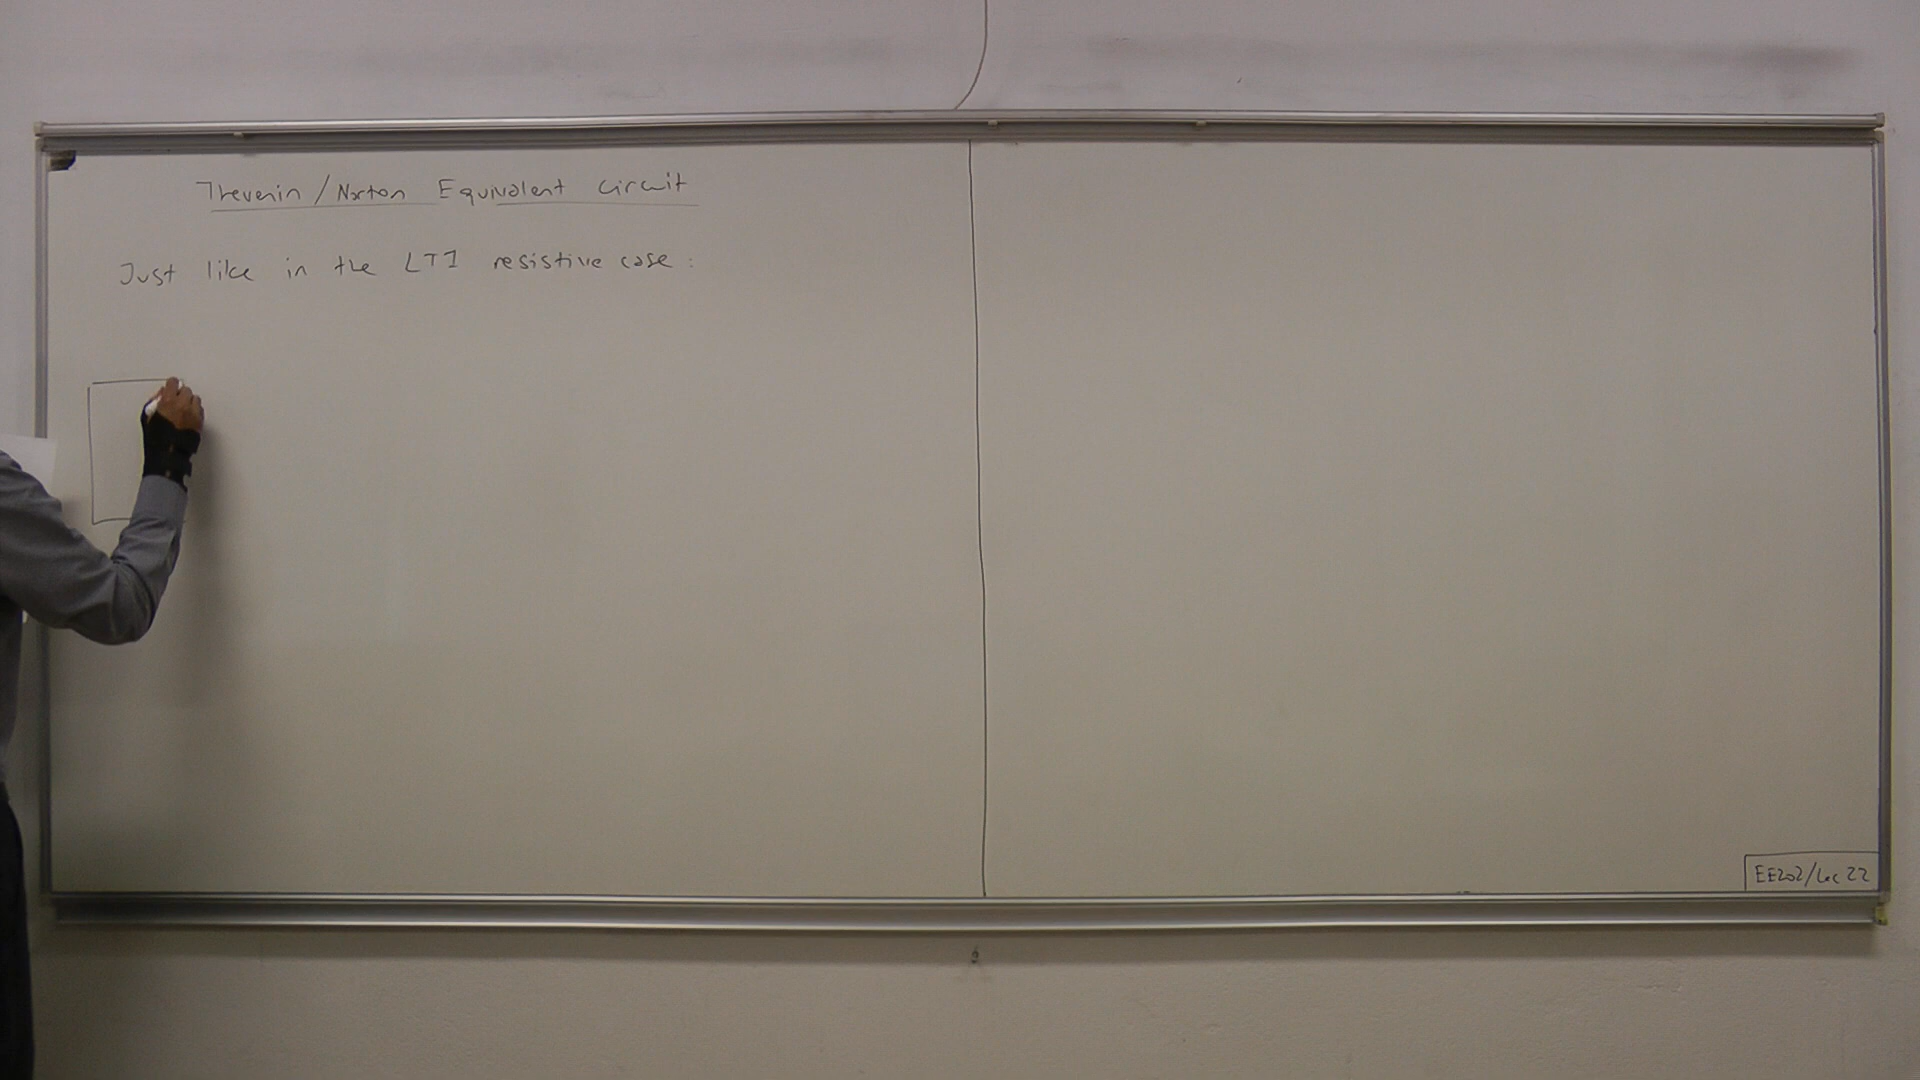 Thevenin / Norton Equivalent circuit
Just like in the LTI resistive case :
EE202/Lec 22